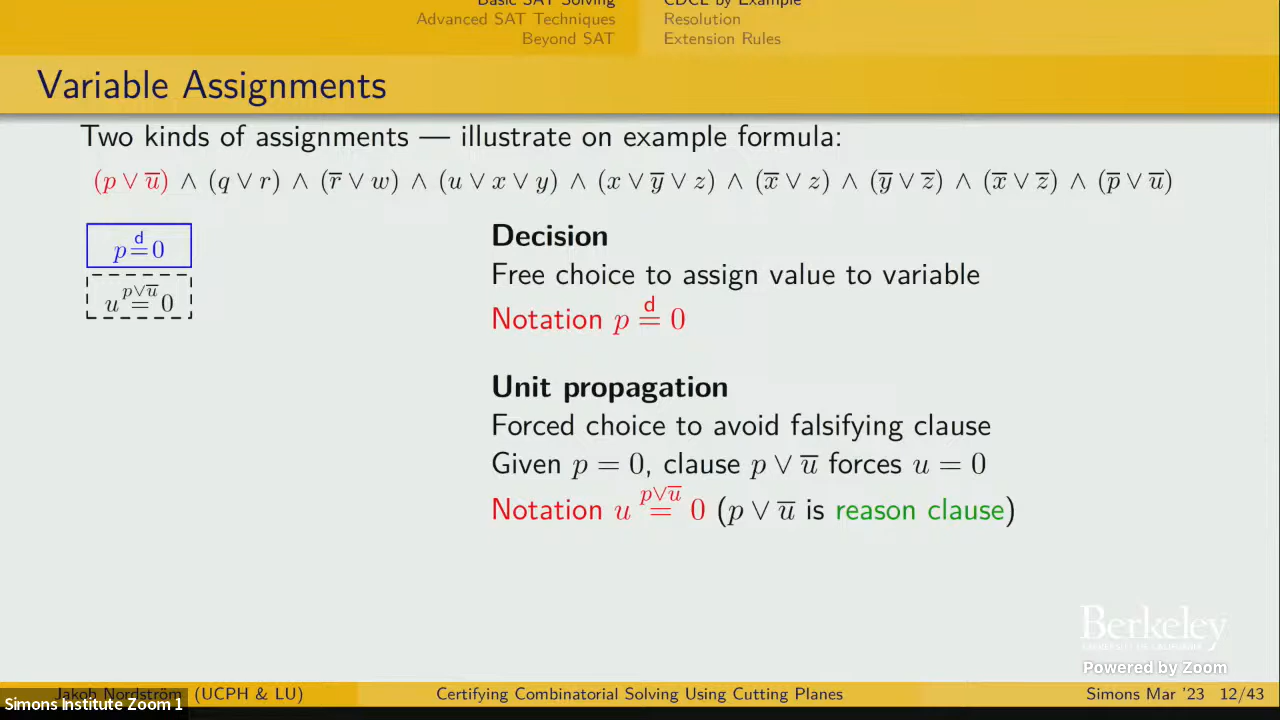 Basic SAT Solving
Advanced SAT Techniques
Beyond SAT
CDCL by Example
Resolution
Extension Rules
Variable Assignments
Two kinds of assignments — illustrate on example formula:
(p ∨ u̅) ∧ (q ∨ r) ∧ (r̅ ∨ w) ∧ (u ∨ x ∨ y) ∧ (x ∨ y̅ ∨ z) ∧ (x̅ ∨ z) ∧ (y̅ ∨ z̅) ∧ (x̅ ∨ z̅) ∧ (p̅ ∨ u̅)
d
p = 0
p∨u̅
u = 0
Decision
Free choice to assign value to variable
d
Notation p = 0
Unit propagation
Forced choice to avoid falsifying clause
Given p = 0, clause p ∨ u̅ forces u = 0
p∨u̅
Notation u = 0 (p ∨ u̅ is reason clause)
Berkeley
Powered by Zoom
Jakob Nordström (UCPH & LU)
Certifying Combinatorial Solving Using Cutting Planes
Simons Mar '23 12/43
Simons Institute Zoom 1